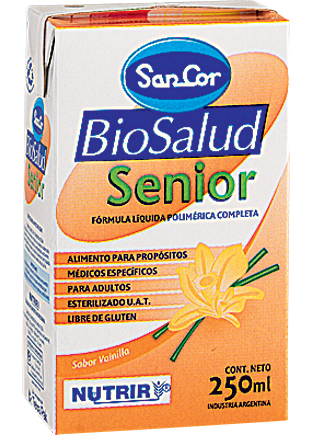 SanCor
BioSalud
Senior
FÓRMULA LÍQUIDA POLIMÉRICA COMPLETA
ALIMENTO PARA PROPÓSITOS
MÉDICOS ESPECÍFICOS
PARA ADULTOS
ESTERILIZADO U.A.T.
LIBRE DE GLUTEN
Sabor Vainilla
NUTRIR
CONT. NETO
250ml
INDUSTRIA ARGENTINA